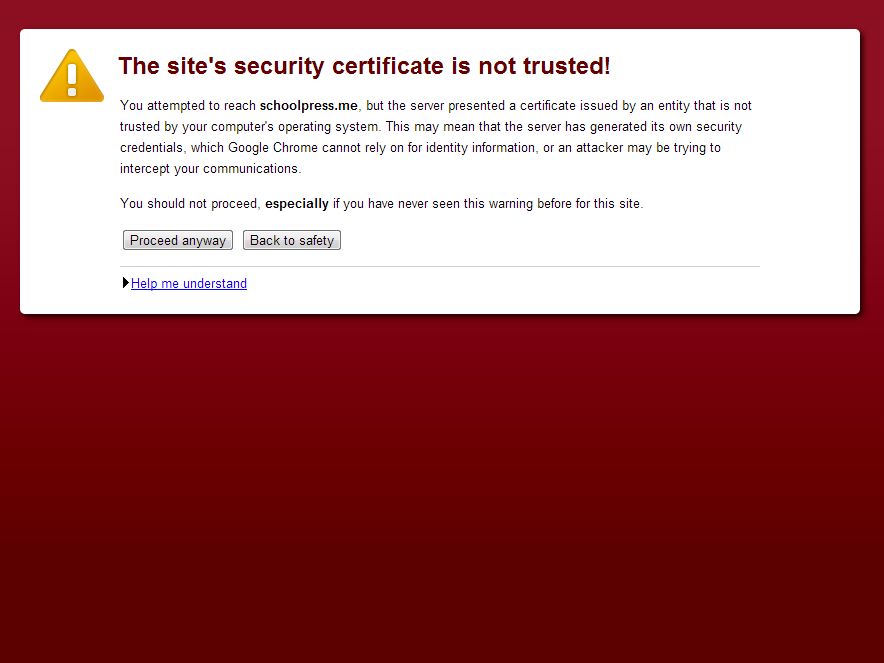 The site's security certificate is not trusted!
You attempted to reach schoolpress.me, but the server presented a certificate issued by an entity that is not
trusted by your computer's operating system. This may mean that the server has generated its own security
credentials, which Google Chrome cannot rely on for identity information, or an attacker may be trying to
intercept your communications.
You should not proceed, especially if you have never seen this warning before for this site.
Proceed anyway Back to safety
Help me understand